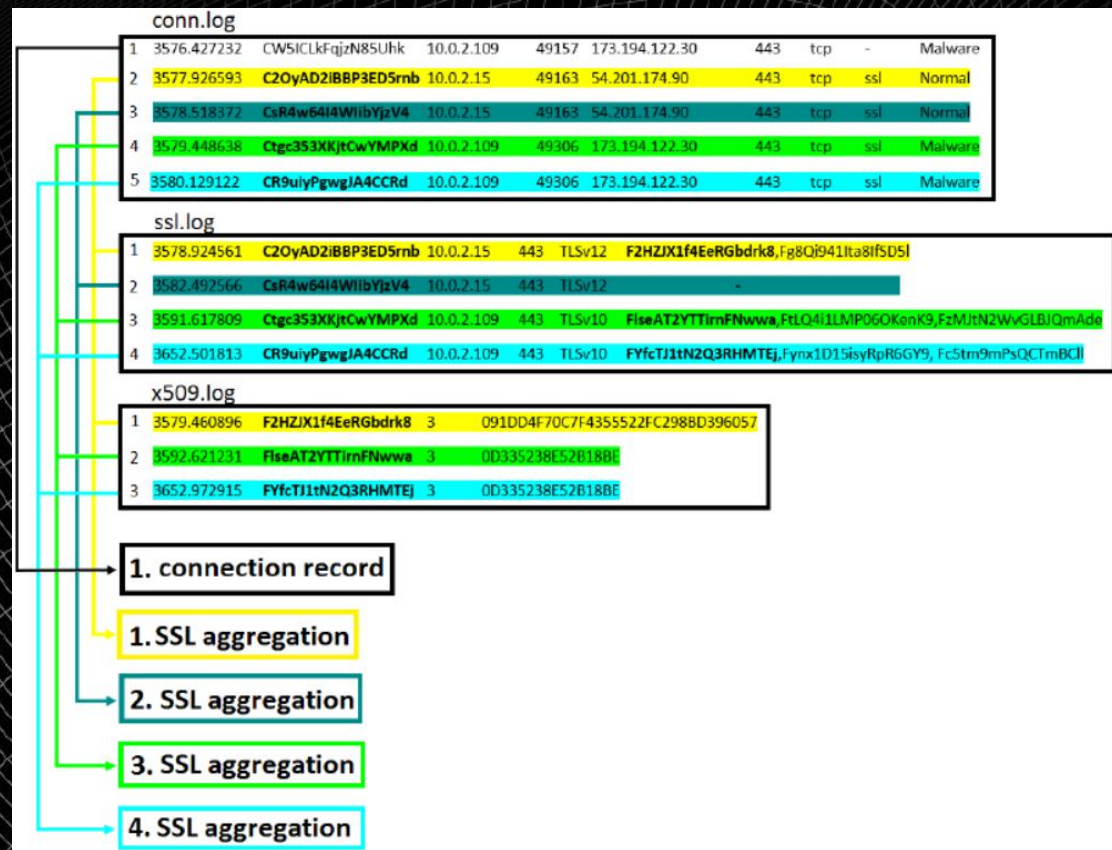 conn.log
1 3576.427232 CW5ICLkFqjzN85Uhk 10.0.2.109 49157 173.194.122.30 443 tcp - Malware
2 3577.926593 C2OyAD2iBBP3ED5rnb 10.0.2.15 49163 54.201.174.90 443 tcp ssl Normal
3 3578.518372 CsR4w64I4WIibYjzV4 10.0.2.15 49163 54.201.174.90 443 tcp ssl Normal
4 3579.448638 Ctgc353XKjtCwYMPXd 10.0.2.109 49306 173.194.122.30 443 tcp ssl Malware
5 3580.129122 CR9uiyPgwgJA4CCRd 10.0.2.109 49306 173.194.122.30 443 tcp ssl Malware
ssl.log
1 3578.924561 C2OyAD2iBBP3ED5rnb 10.0.2.15 443 TLSv12 F2HZJX1f4EeRGbdrk8,Fg8Qi941Ita8IfSD5l
2 3582.492566 CsR4w64I4WIibYjzV4 10.0.2.15 443 TLSv12 -
3 3591.617809 Ctgc353XKjtCwYMPXd 10.0.2.109 443 TLSv10 FlseAT2YTTirnFNwwa,FtLQ4i1LMP06OKenK9,FzMJtN2WvGLBJQmAde
4 3652.501813 CR9uiyPgwgJA4CCRd 10.0.2.109 443 TLSv10 FYfcTJ1tN2Q3RHMTEj,Fynx1D15isyRpR6GY9, Fc5tm9mPsQCTmBCll
x509.log
1 3579.460896 F2HZJX1f4EeRGbdrk8 3 091DD4F70C7F4355522FC298BD396057
2 3592.621231 FlseAT2YTTirnFNwwa 3 0D335238E52B18BE
3 3652.972915 FYfcTJ1tN2Q3RHMTEj 3 0D335238E52B18BE
1. connection record
1. SSL aggregation
2. SSL aggregation
3. SSL aggregation
4. SSL aggregation